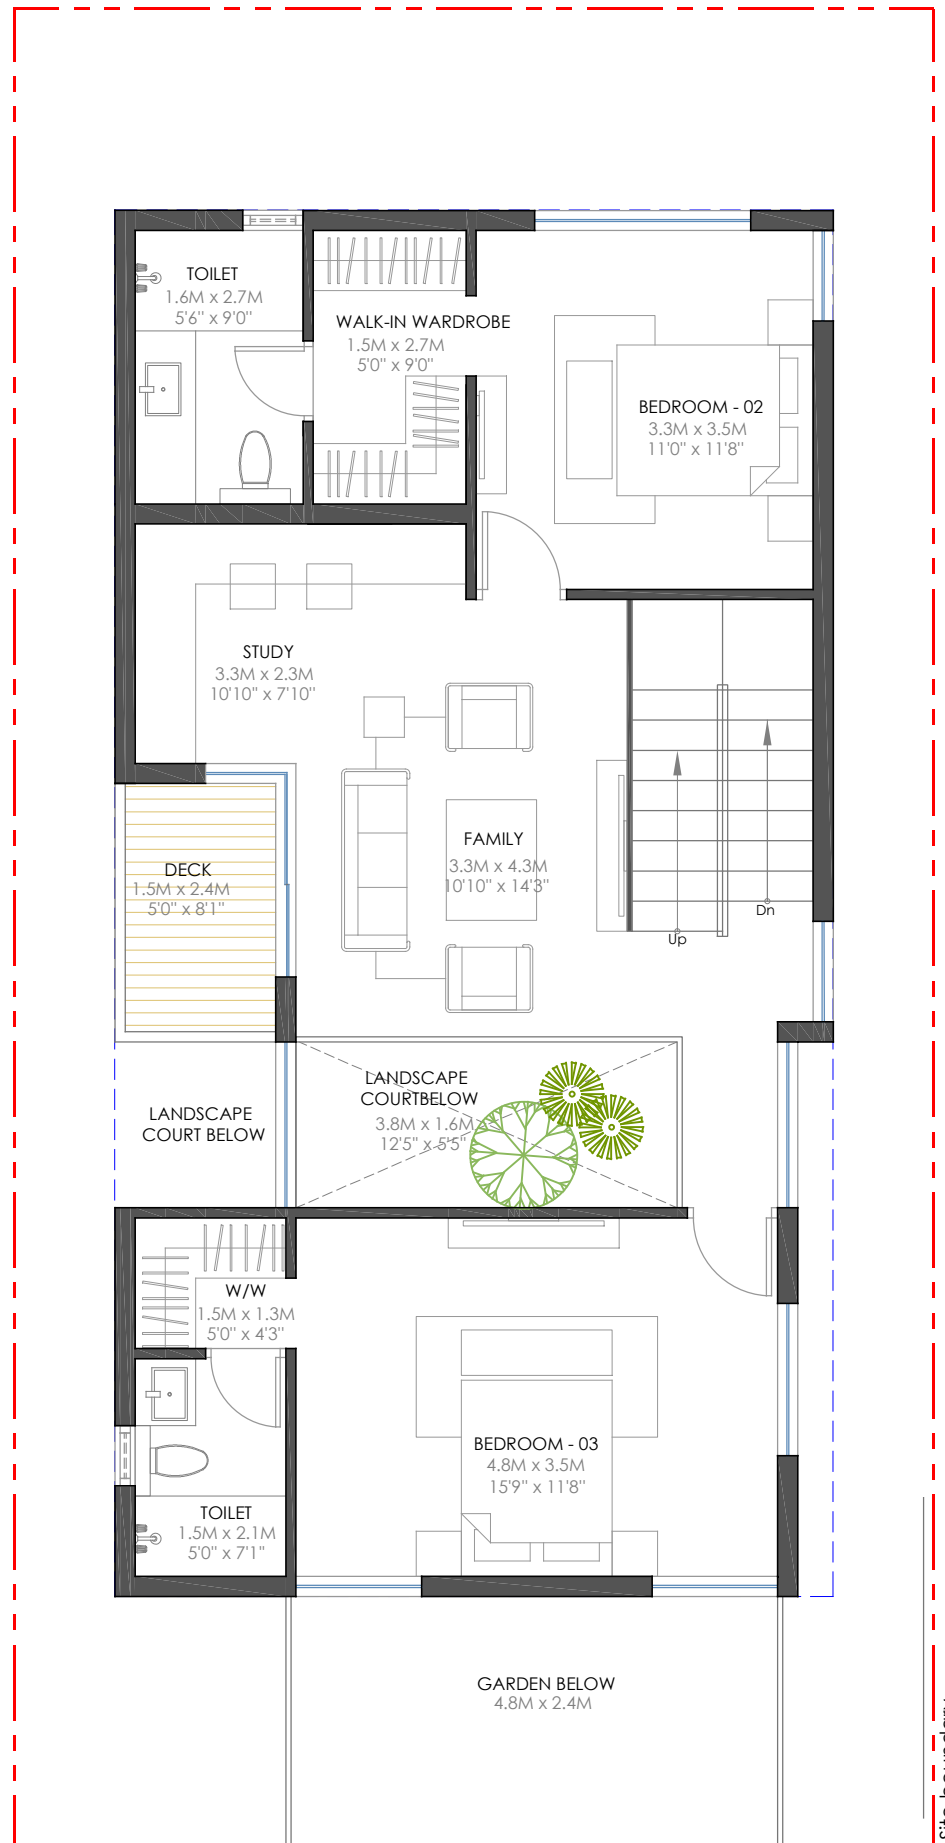 TOILET
1.6M x 2.7M
5'6" x 9'0"
WALK-IN WARDROBE
1.5M x 2.7M
5'0" x 9'0"
BEDROOM - 02
3.3M x 3.5M
11'0" x 11'8"
STUDY
3.3M x 2.3M
10'10" x 7'10"
FAMILY
3.3M x 4.3M
10'10" x 14'3"
DECK
1.5M x 2.4M
5'0" x 8'1"
Up
Dn
LANDSCAPE
COURTBELOW
3.8M x 1.6M
12'5" x 5'5"
LANDSCAPE
COURT BELOW
W/W
1.5M x 1.3M
5'0" x 4'3"
BEDROOM - 03
4.8M x 3.5M
15'9" x 11'8"
TOILET
1.5M x 2.1M
5'0" x 7'1"
GARDEN BELOW
4.8M x 2.4M
site boundary